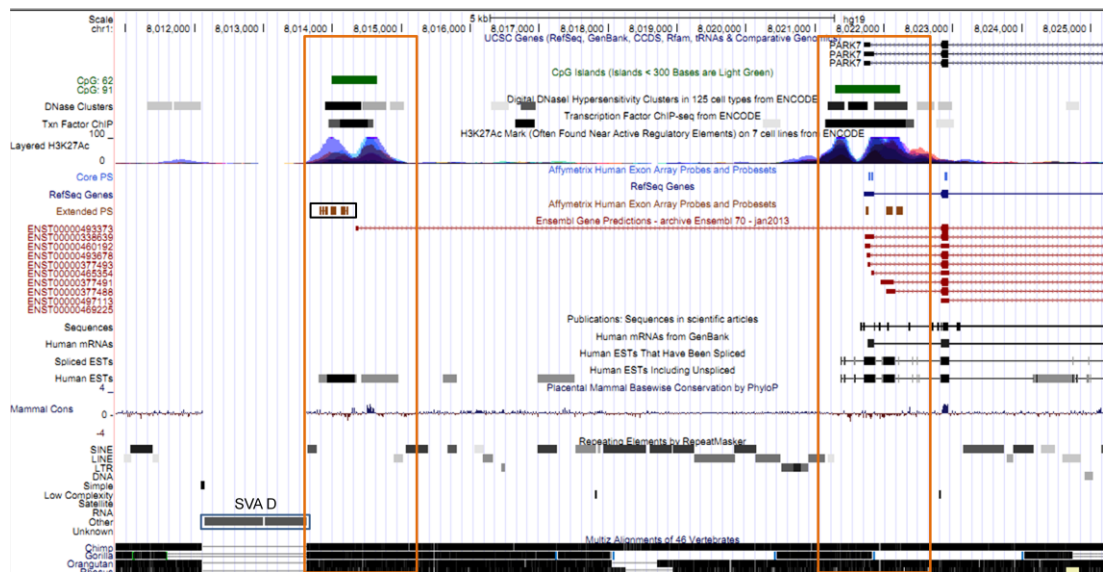 Scale 5 kb hg19
chr1: 8,012,000 8,013,000 8,014,000 8,015,000 8,016,000 8,017,000 8,018,000 8,019,000 8,020,000 8,021,000 8,022,000 8,023,000 8,024,000 8,025,000
UCSC Genes (RefSeq, GenBank, CCDS, Rfam, tRNAs & Comparative Genomics)
PARK7
PARK7
PARK7
CpG Islands (Islands < 300 Bases are Light Green)
CpG: 62
CpG: 91
Digital DNaseI Hypersensitivity Clusters in 125 cell types from ENCODE
DNase Clusters
Transcription Factor ChIP-seq from ENCODE
Txn Factor ChIP
H3K27Ac Mark (Often Found Near Active Regulatory Elements) on 7 cell lines from ENCODE
100
Layered H3K27Ac
0
Affymetrix Human Exon Array Probes and Probesets
Core PS
RefSeq Genes
RefSeq Genes
Affymetrix Human Exon Array Probes and Probesets
Extended PS
Ensembl Gene Predictions - archive Ensembl 70 - jan2013
ENST00000493373
ENST00000338639
ENST00000460192
ENST00000493678
ENST00000377493
ENST00000465354
ENST00000377491
ENST00000377488
ENST00000497113
ENST00000469225
Publications: Sequences in scientific articles
Sequences
Human mRNAs from GenBank
Human mRNAs
Human ESTs That Have Been Spliced
Spliced ESTs
Human ESTs Including Unspliced
Human ESTs
Placental Mammal Basewise Conservation by PhyloP
4
Mammal Cons
0
-4
Repeating Elements by RepeatMasker
SINE
LINE
LTR
DNA
Simple
Low Complexity
Satellite
RNA
SVA D
Other
Unknown
Multiz Alignments of 46 Vertebrates
Chimp
Gorilla
Orangutan